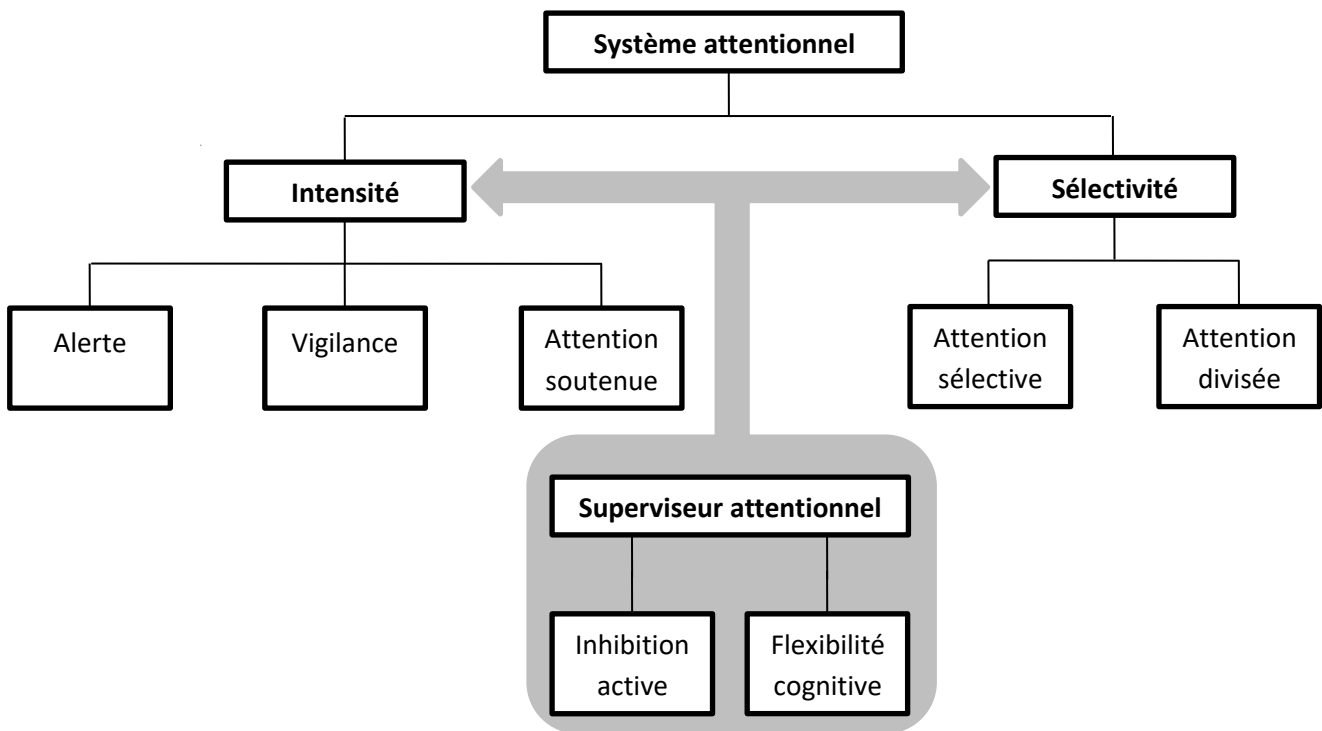 Système attentionnel
Intensité
Sélectivité
Alerte
Vigilance
Attention
soutenue
Attention
sélective
Attention
divisée
Superviseur attentionnel
Inhibition
active
Flexibilité
cognitive